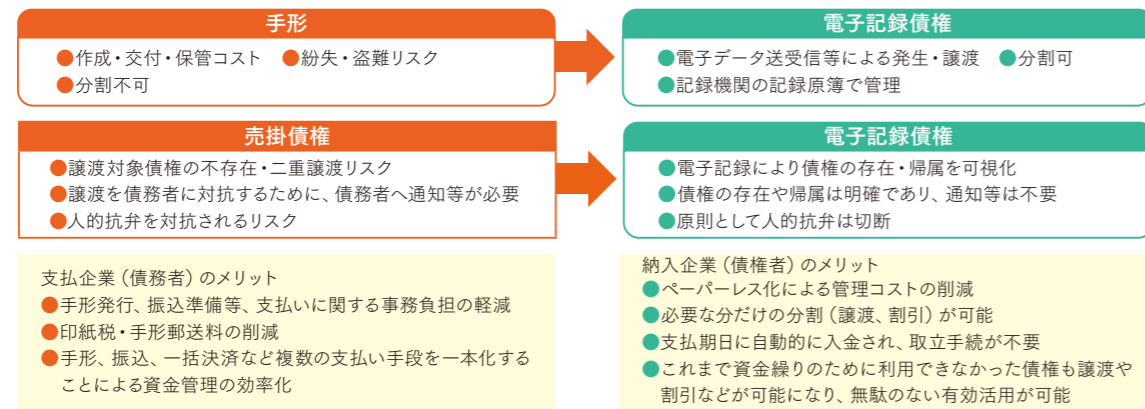 手形
●作成・交付・保管コスト ●紛失・盗難リスク
●分割不可
電子記録債権
●電子データ送受信等による発生・譲渡 ●分割可
●記録機関の記録原簿で管理
売掛債権
●譲渡対象債権の不存在・二重譲渡リスク
●譲渡を債務者に対抗するために、債務者へ通知等が必要
●人的抗弁を対抗されるリスク
電子記録債権
●電子記録により債権の存在・帰属を可視化
●債権の存在や帰属は明確であり、通知等は不要
●原則として人的抗弁は切断
支払企業（債務者）のメリット
●手形発行、振込準備等、支払いに関する事務負担の軽減
●印紙税・手形郵送料の削減
●手形、振込、一括決済など複数の支払い手段を一本化する
ことによる資金管理の効率化
納入企業（債権者）のメリット
●ペーパーレス化による管理コストの削減
●必要な分だけの分割（譲渡、割引）が可能
●支払期日に自動的に入金され、取立手続が不要
●これまで資金繰りのために利用できなかった債権も譲渡や
割引などが可能になり、無駄のない有効活用が可能